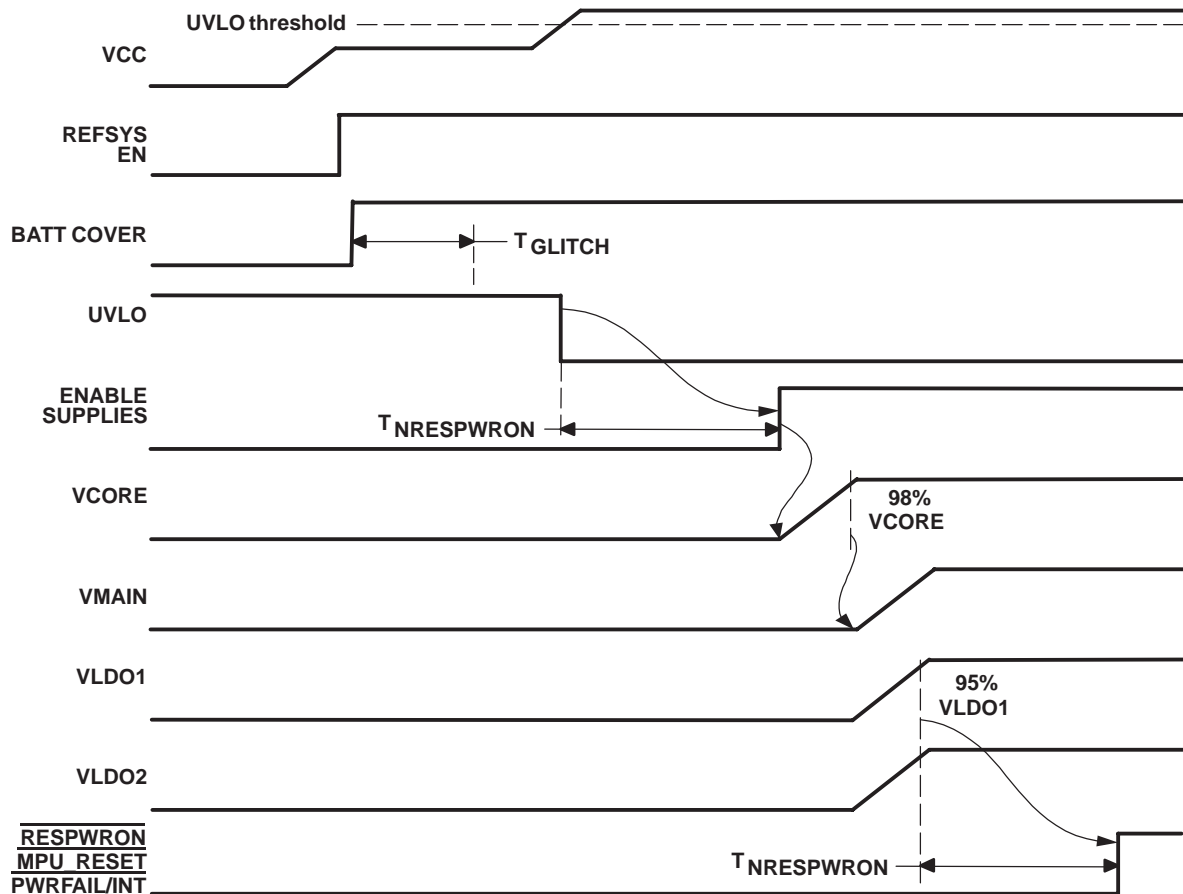 UVLO threshold
VCC
REFSYS
EN
BATT COVER
TGLITCH
UVLO
ENABLE
SUPPLIES
TNRESPWRON
VCORE
98%
VCORE
VMAIN
VLDO1
95%
VLDO1
VLDO2
RESPWRON
MPU_RESET
PWRFAIL/INT
TNRESPWRON